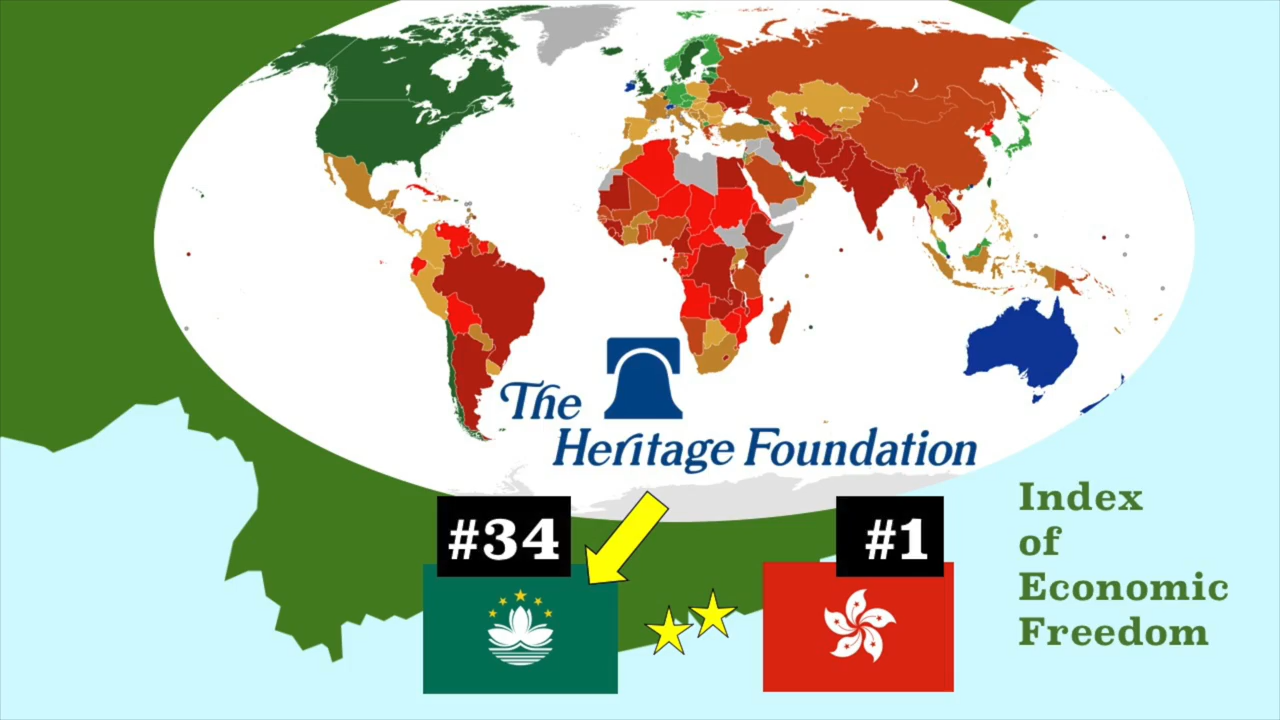 The
Heritage Foundation
#34
#1
Index
of
Economic
Freedom